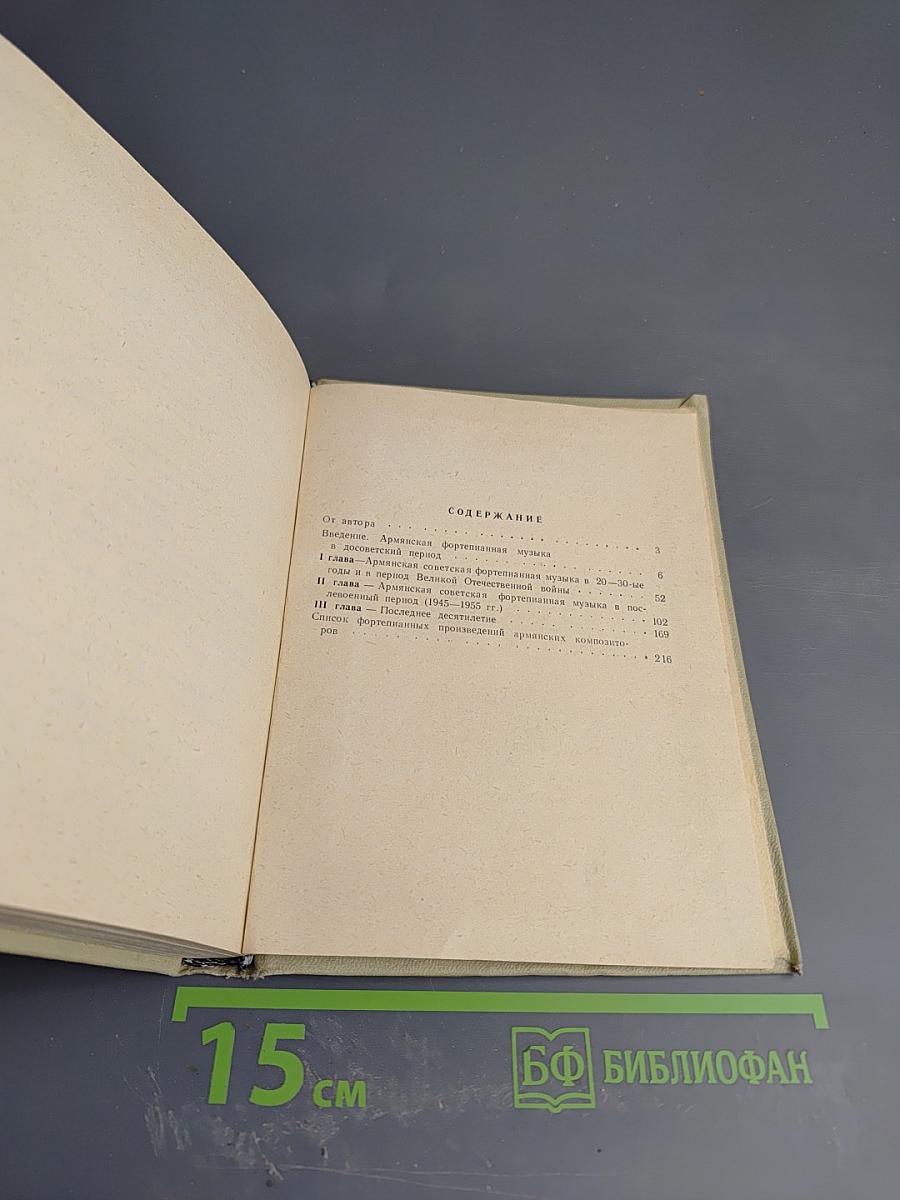 СОДЕРЖАНИЕ
От автора . . . . . . . . . . . . . . 3
Введение. Армянская фортепианная музыка
в досоветский период . . . . . . . . . . 6
I глава—Армянская советская фортепианная музыка в 20—30-ые
годы и в период Великой Отечественной войны . . . . 52
II глава — Армянская советская фортепианная музыка в пос-
левоенный период (1945—1955 гг.) . . . . . . . . 102
III глава — Последнее десятилетие . . . . . . . . 169
Список фортепианных произведений армянских композито-
ров . . . . . . . . . . . . . . . 216
15 см
БФ БИБЛИОФАН